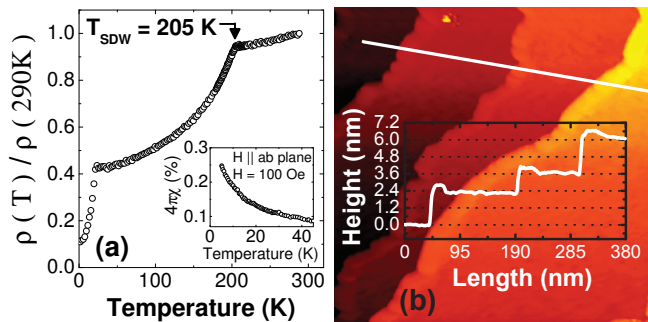 T_SDW = 205 K
1.0
0.8
0.6
0.4
0.2
0.0
ρ ( T ) / ρ ( 290K )
0 100 200 300
Temperature (K)
(a)
H || ab plane
H = 100 Oe
0.3
0.2
0.1
4πχ (%)
0 20 40
Temperature (K)
7.2
6.0
4.8
3.6
2.4
1.2
0.0
Height (nm)
0 95 190 285 380
Length (nm)
(b)